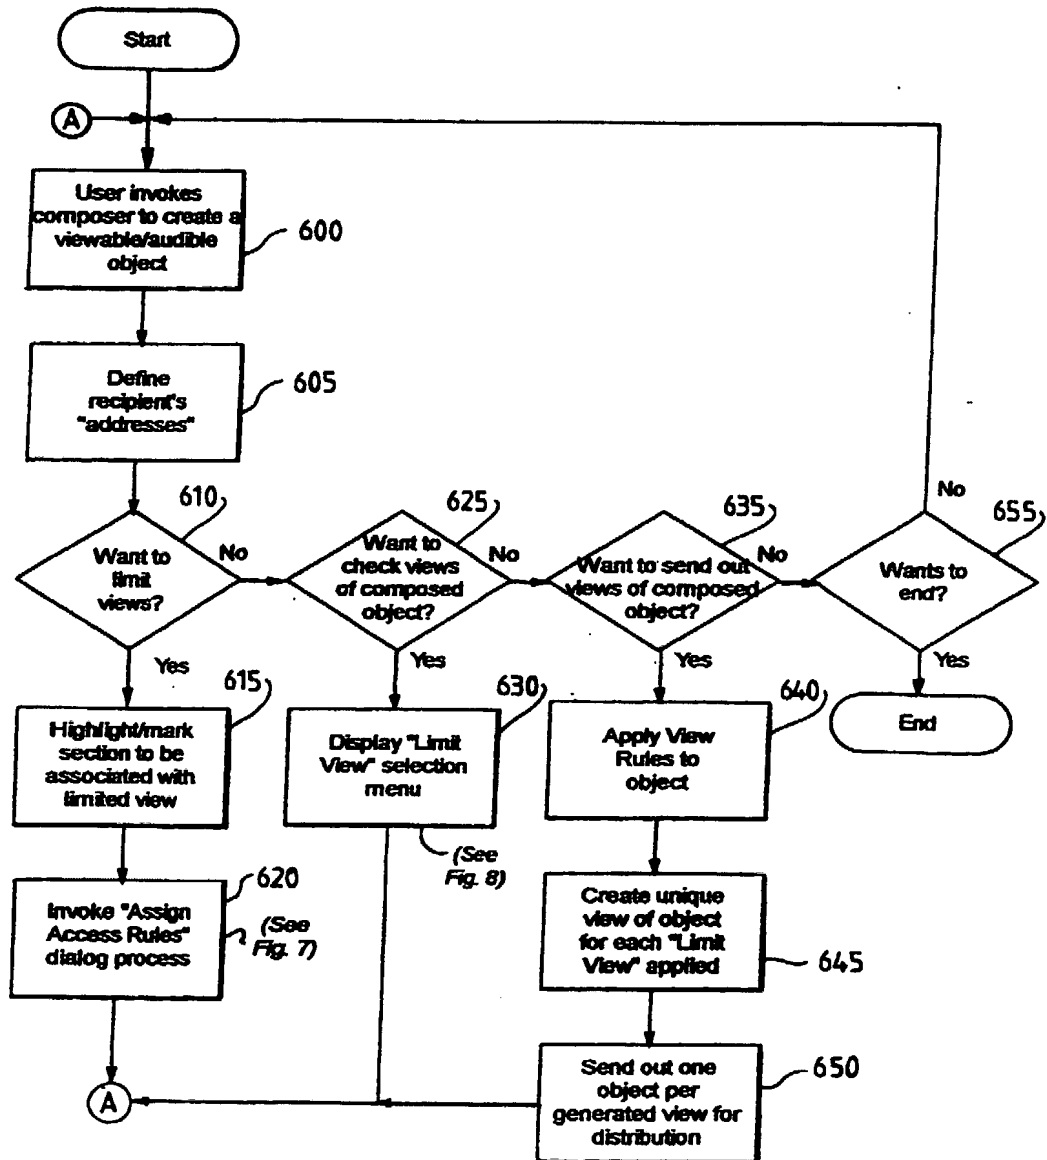 Start
A
User invokes
composer to create a
viewable/audible
object
600
Define
recipient's
"addresses"
605
610
Want to
limit
views?
No
Yes
625
Want to
check views
of composed
object?
No
Yes
635
Want to send out
views of composed
object?
No
Yes
655
Wants to
end?
No
Yes
End
615
Highlight/mark
section to be
associated with
limited view
630
Display "Limit
View" selection
menu
(See
Fig. 8)
640
Apply View
Rules to
object
620
Invoke "Assign
Access Rules"
dialog process
(See
Fig. 7)
Create unique
view of object
for each "Limit
View" applied
645
Send out one
object per
generated view for
distribution
650
A